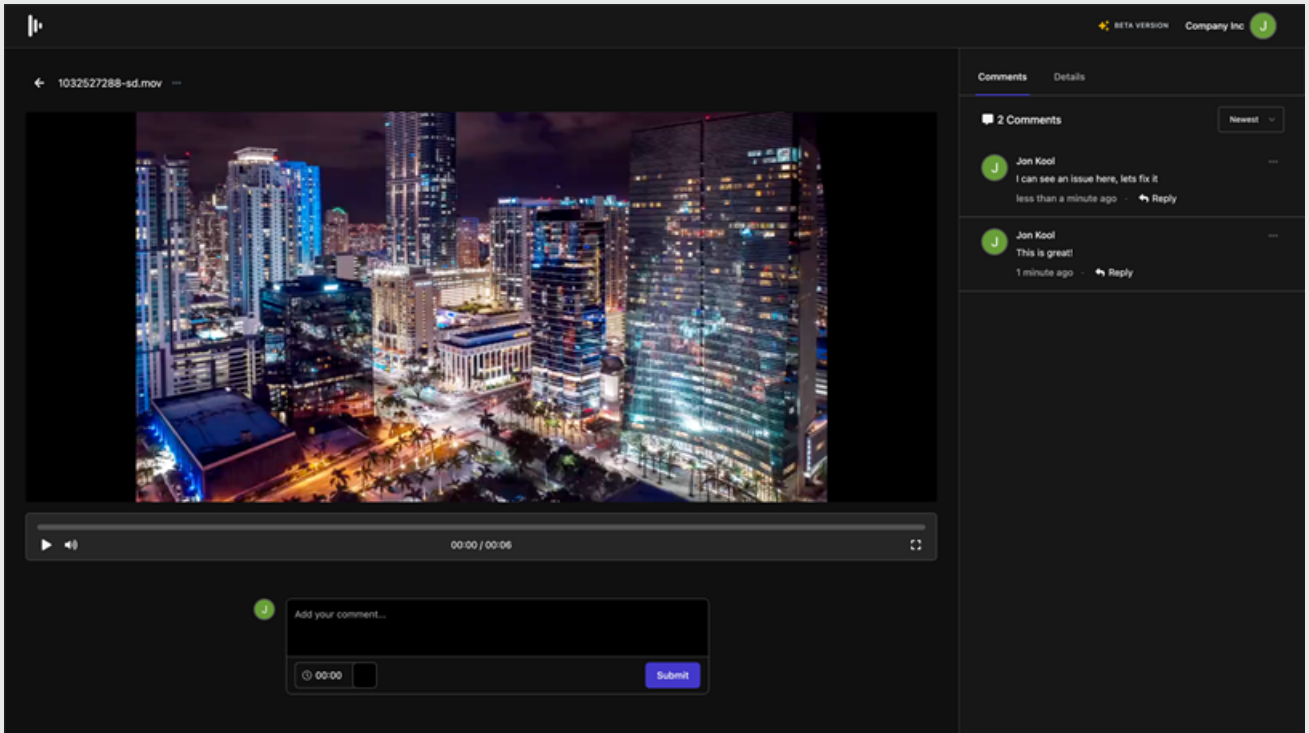 BETA VERSION
Company Inc
J
1032527288-sd.mov
Comments
Details
2 Comments
Newest
J
Jon Kool
I can see an issue here, lets fix it
less than a minute ago · Reply
J
Jon Kool
This is great!
1 minute ago · Reply
00:00 / 00:06
J
Add your comment...
00:00
Submit